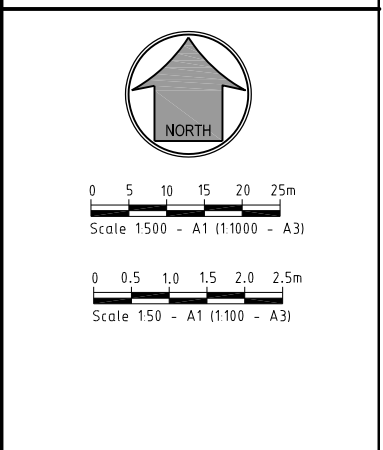 NORTH
0 5 10 15 20 25m
Scale 1:500 - A1 (1:1000 - A3)
0 0.5 1.0 1.5 2.0 2.5m
Scale 1:50 - A1 (1:100 - A3)